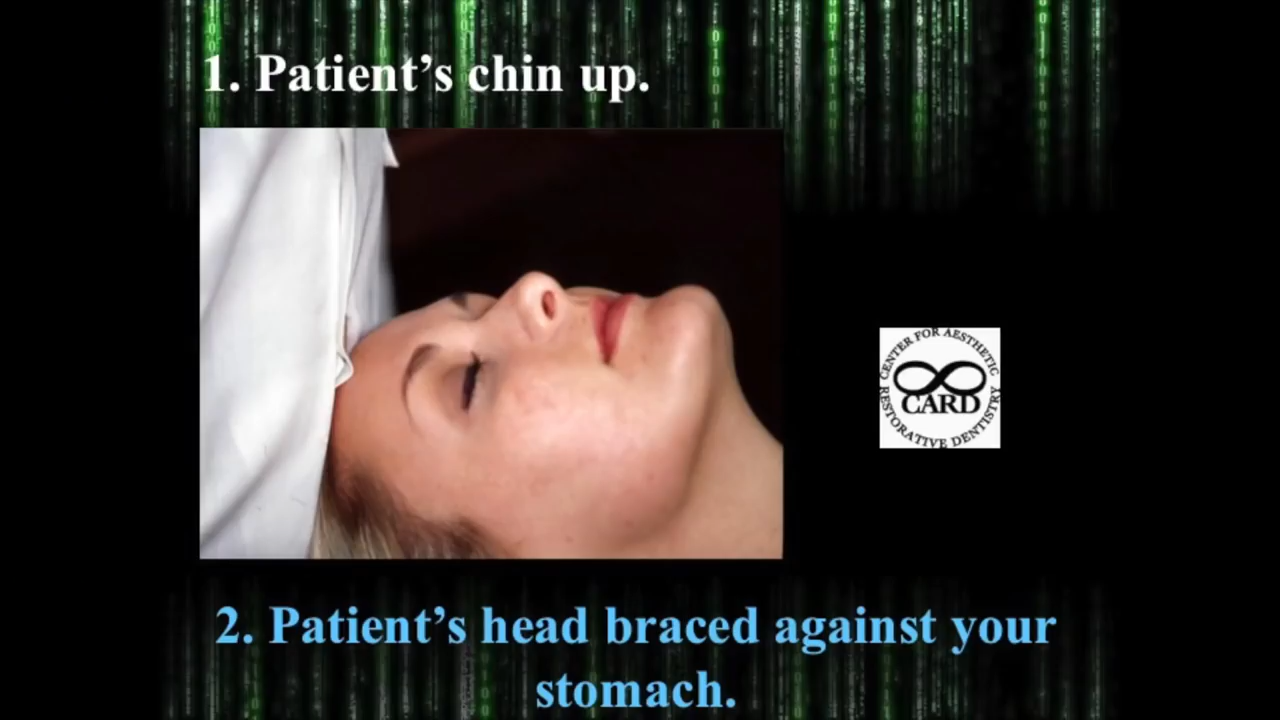 1. Patient’s chin up.
CENTER FOR AESTHETIC
CARD
RESTORATIVE DENTISTRY
2. Patient’s head braced against your
stomach.